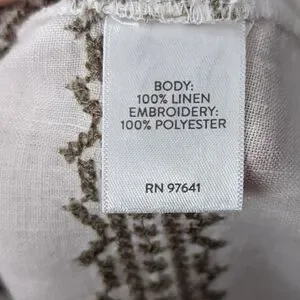 BODY:
100% LINEN
EMBROIDERY:
100% POLYESTER
RN 97641